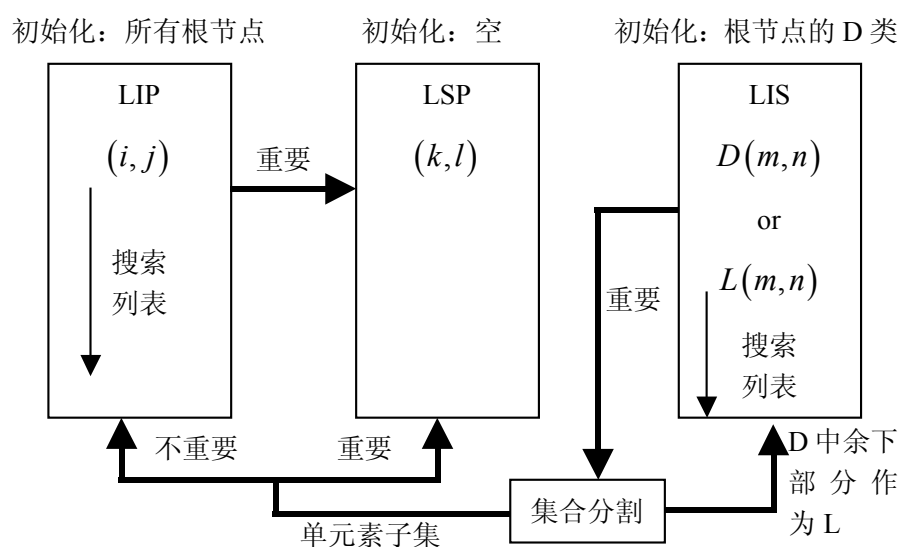 初始化：所有根节点
初始化：空
初始化：根节点的 D 类
LIP
LSP
LIS
(i, j)
重要
(k,l)
D(m,n)
or
搜索
列表
重要
L(m,n)
搜索
列表
不重要
重要
D 中余下
部 分 作
为 L
集合分割
单元素子集